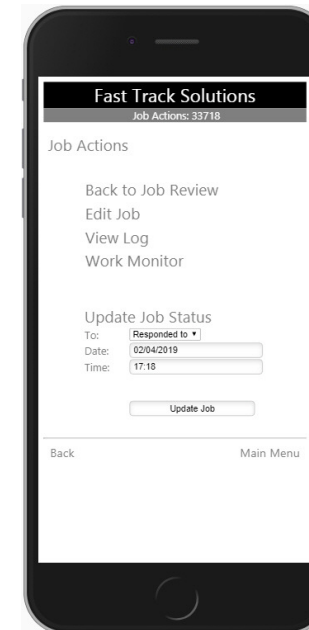 Fast Track Solutions
Job Actions: 33718
Job Actions
Back to Job Review
Edit Job
View Log
Work Monitor
Update Job Status
To: Responded to
Date: 02/04/2019
Time: 17:18
Update Job
Back Main Menu